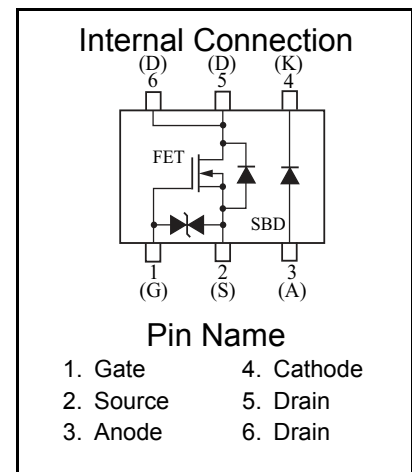 Internal Connection
(D) (D) (K)
6 5 4
FET
SBD
1 2 3
(G) (S) (A)
Pin Name
1. Gate 4. Cathode
2. Source 5. Drain
3. Anode 6. Drain